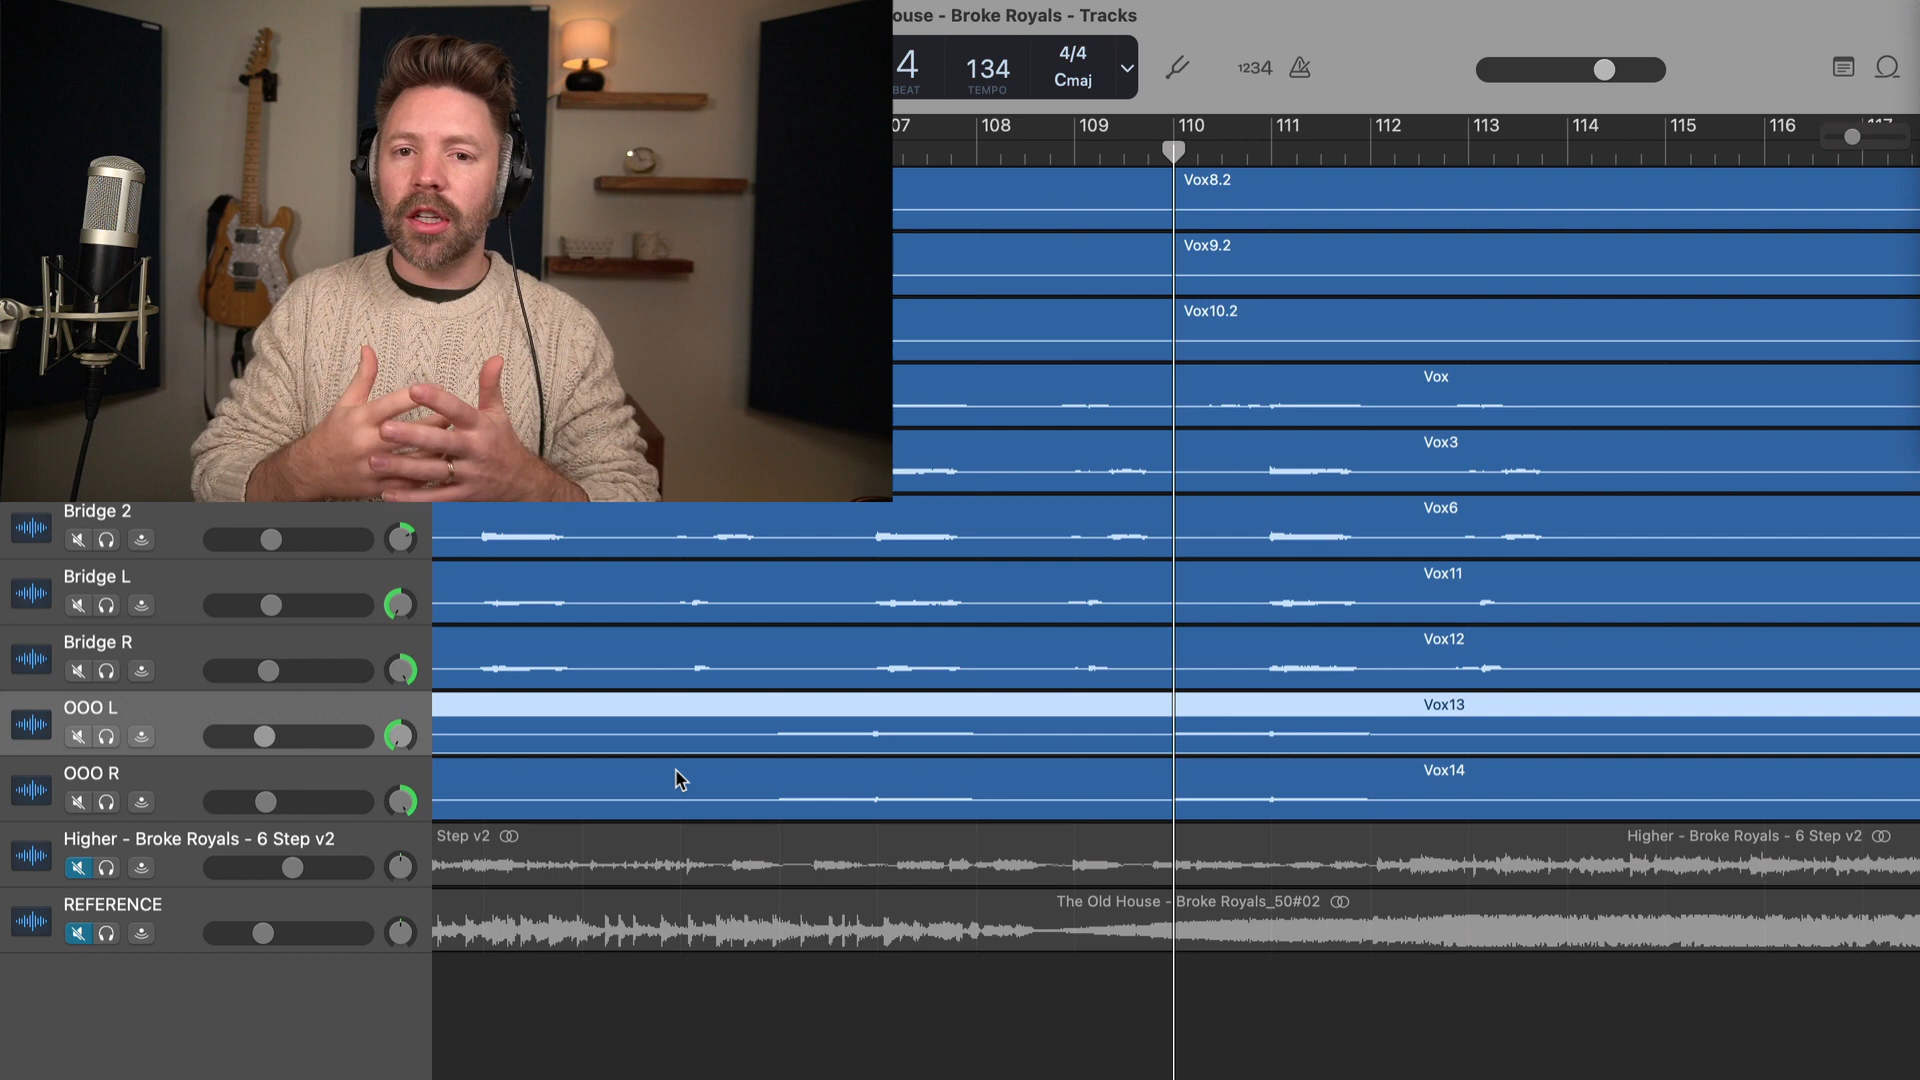 ouse - Broke Royals - Tracks
4
BEAT
134
TEMPO
4/4
Cmaj
1234
07 108 109 110 111 112 113 114 115 116 117
Vox8.2
Vox9.2
Vox10.2
Vox
Vox3
Bridge 2
Vox6
Bridge L
Vox11
Bridge R
Vox12
OOO L
Vox13
OOO R
Vox14
Higher - Broke Royals - 6 Step v2
Step v2
Higher - Broke Royals - 6 Step v2
REFERENCE
The Old House - Broke Royals_50#02